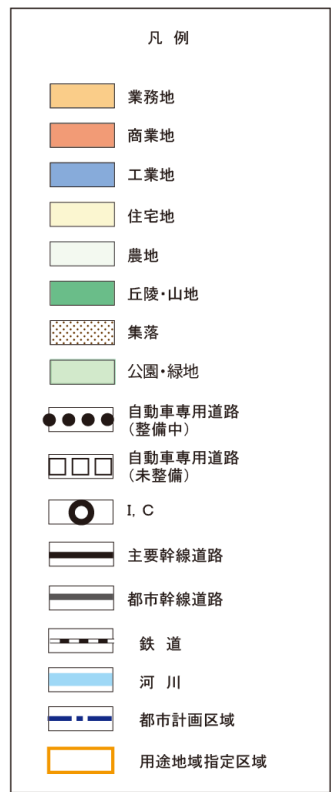 凡 例
業務地
商業地
工業地
住宅地
農地
丘陵・山地
集落
公園・緑地
自動車専用道路
(整備中)
自動車専用道路
(未整備)
I, C
主要幹線道路
都市幹線道路
鉄 道
河 川
都市計画区域
用途地域指定区域